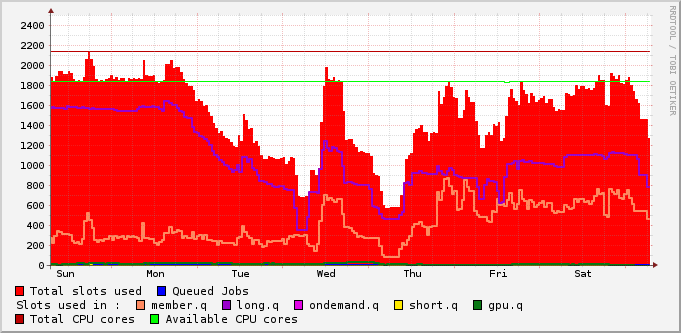 RRDTOOL / TOBI OETIKER
2400
2200
2000
1800
1600
1400
1200
1000
800
600
400
200
0
Sun Mon Tue Wed Thu Fri Sat
Total slots used Queued Jobs
Slots used in : member.q long.q ondemand.q short.q gpu.q
Total CPU cores Available CPU cores